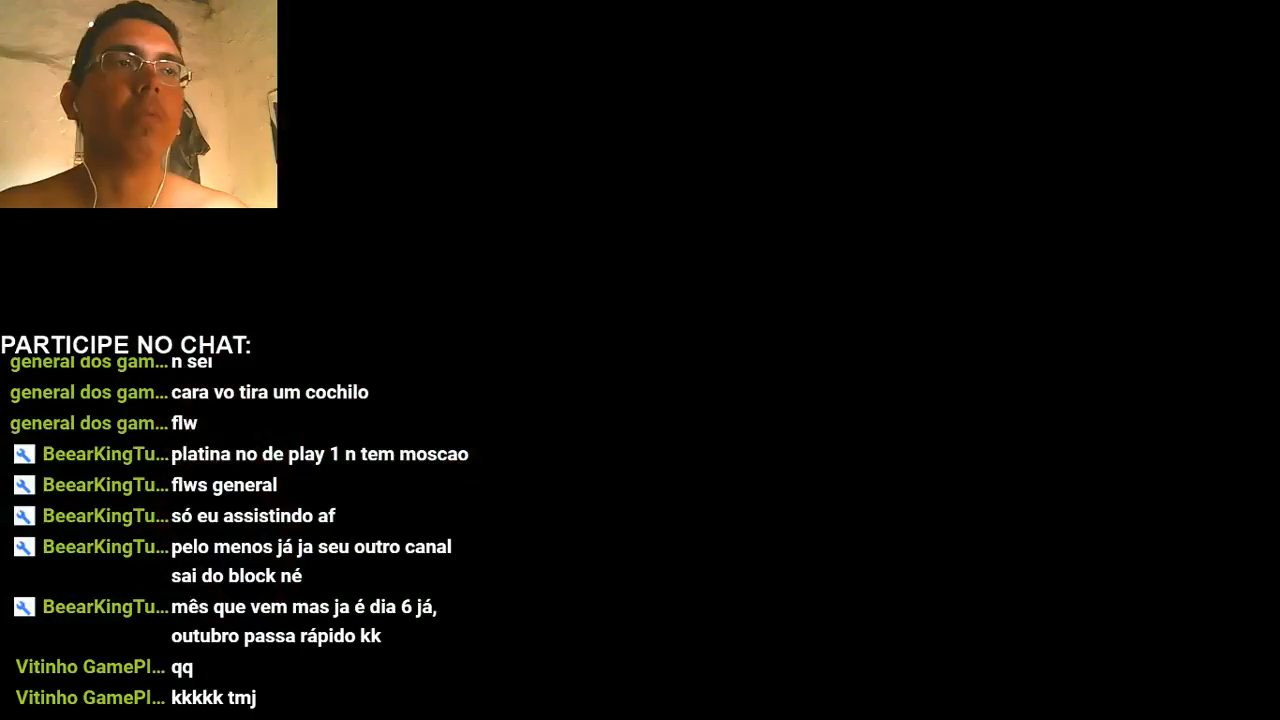 PARTICIPE NO CHAT:
general dos gam... n sei
general dos gam... cara vo tira um cochilo
general dos gam... flw
BeearKingTu... platina no de play 1 n tem moscao
BeearKingTu... flws general
BeearKingTu... só eu assistindo af
BeearKingTu... pelo menos já ja seu outro canal
sai do block né
BeearKingTu... mês que vem mas ja é dia 6 já,
outubro passa rápido kk
Vitinho GamePl... qq
Vitinho GamePl... kkkkk tmj